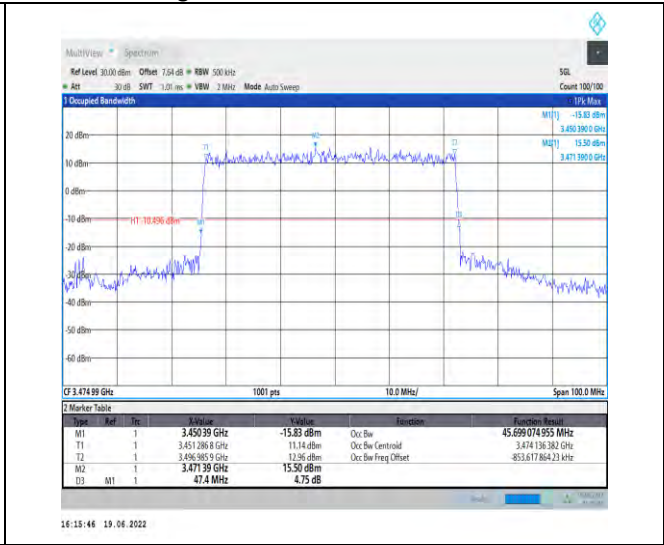 MultiView Spectrum
Ref Level 30.00 dBm Offset 7.54 dB RBW 500 kHz SGL
Att 30 dB SWT 1.01 ms VBW 2 MHz Mode Auto Sweep Count 100/100
1 Occupied Bandwidth 1Pk Max
M1[1] -15.83 dBm
3.450 390 0 GHz
15.50 dBm
3.471 390 0 GHz
20 dBm
T1 M2 T2
10 dBm
0 dBm
-10 dBm H1 -10.496 dBm M1 D3
-20 dBm
-40 dBm
-50 dBm
-60 dBm
CF 3.474 99 GHz 1001 pts 10.0 MHz/ Span 100.0 MHz
2 Marker Table
Type Ref Trc X-Value Y-Value Function Function Result
M1 1 3.450 39 GHz -15.83 dBm Occ Bw 45.699 074 955 MHz
T1 1 3.451 286 8 GHz 11.14 dBm Occ Bw Centroid 3.474 136 382 GHz
T2 1 3.496 985 9 GHz 12.96 dBm Occ Bw Freq Offset -853.617 864 23 kHz
M2 1 3.471 39 GHz 15.50 dBm
D3 M1 1 47.4 MHz 4.75 dB
16:15:46 19.06.2022